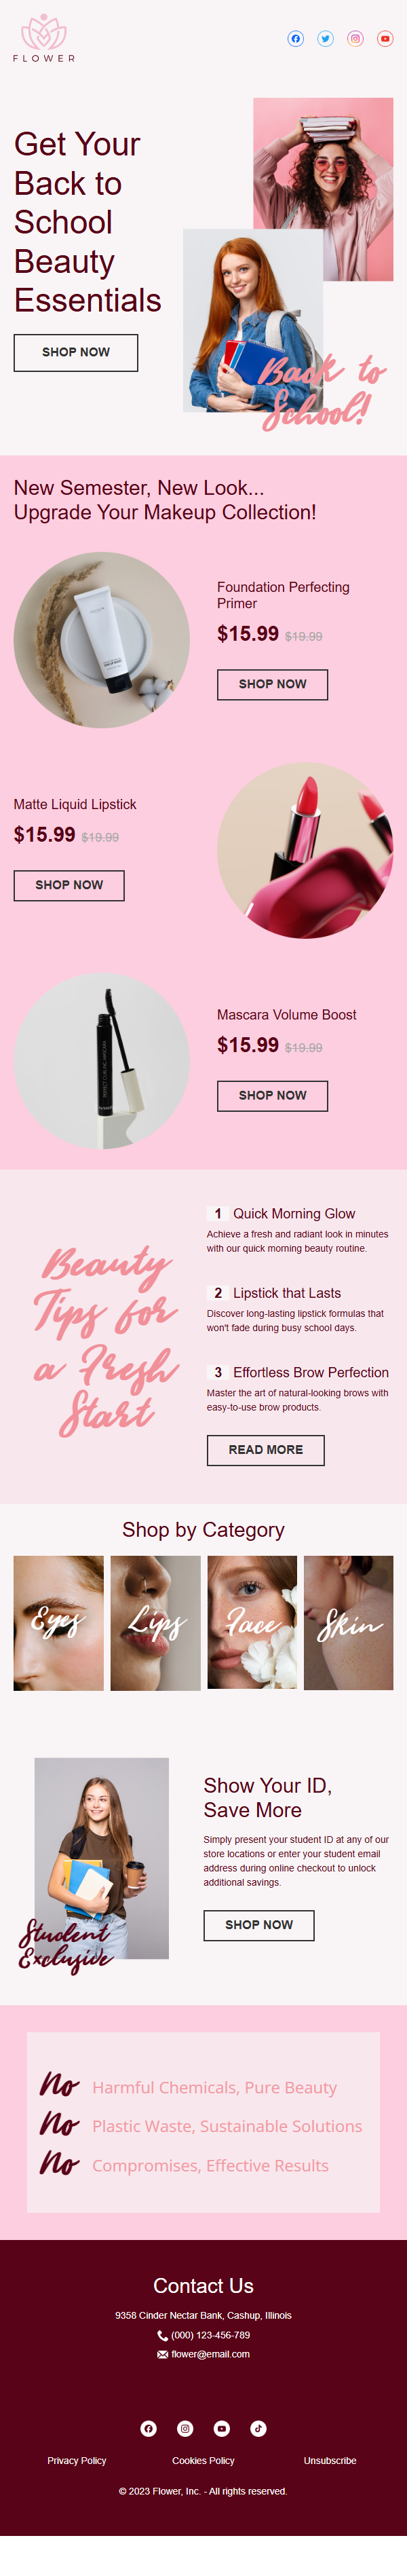 FLOWER
Get Your
Back to
School
Beauty
Essentials
SHOP NOW
Back to
School!
New Semester, New Look...
Upgrade Your Makeup Collection!
Foundation Perfecting
Primer
$15.99 $19.99
SHOP NOW
Matte Liquid Lipstick
$15.99 $19.99
SHOP NOW
Mascara Volume Boost
$15.99 $19.99
SHOP NOW
Beauty
Tips for
a Fresh
Start
1 Quick Morning Glow
Achieve a fresh and radiant look in minutes
with our quick morning beauty routine.
2 Lipstick that Lasts
Discover long-lasting lipstick formulas that
won't fade during busy school days.
3 Effortless Brow Perfection
Master the art of natural-looking brows with
easy-to-use brow products.
READ MORE
Shop by Category
Eyes
Lips
Face
Skin
Show Your ID,
Save More
Simply present your student ID at any of our
store locations or enter your student email
address during online checkout to unlock
additional savings.
SHOP NOW
Student
Exclusive
No Harmful Chemicals, Pure Beauty
No Plastic Waste, Sustainable Solutions
No Compromises, Effective Results
Contact Us
9358 Cinder Nectar Bank, Cashup, Illinois
(000) 123-456-789
flower@email.com
Privacy Policy
Cookies Policy
Unsubscribe
© 2023 Flower, Inc. - All rights reserved.